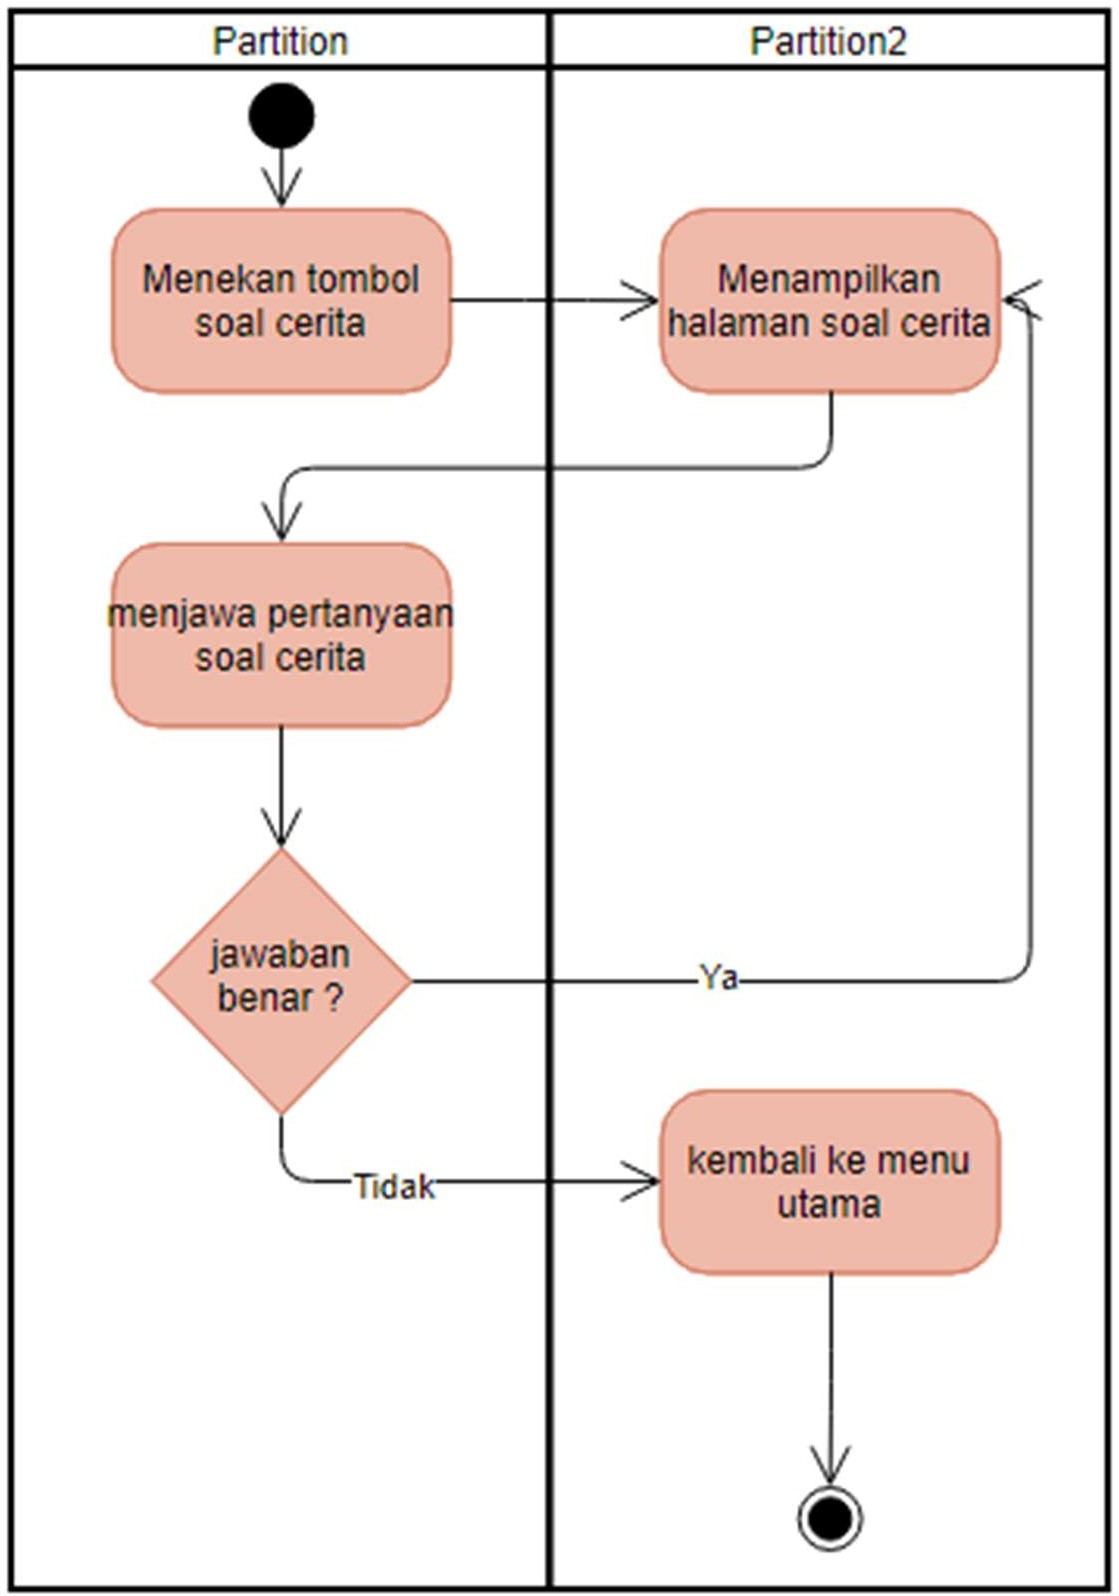 Partition
Partition2
Menekan tombol
soal cerita
Menampilkan
halaman soal cerita
menjawa pertanyaan
soal cerita
jawaban
benar ?
Ya
Tidak
kembali ke menu
utama